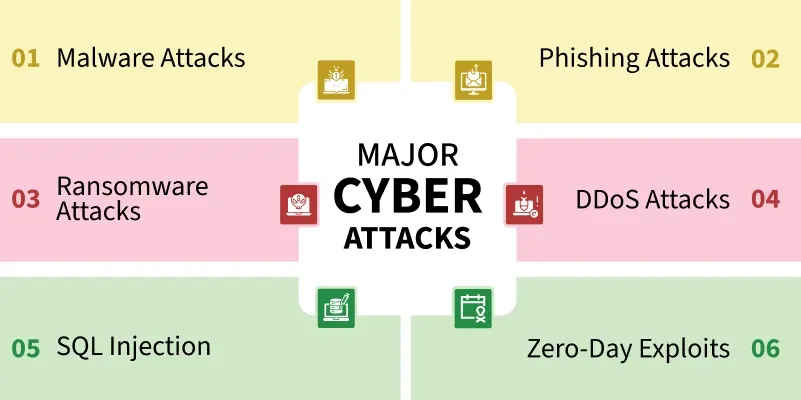 01 Malware Attacks
Phishing Attacks 02
MAJOR
CYBER
ATTACKS
03 Ransomware
Attacks
DDoS Attacks 04
05 SQL Injection
Zero-Day Exploits 06